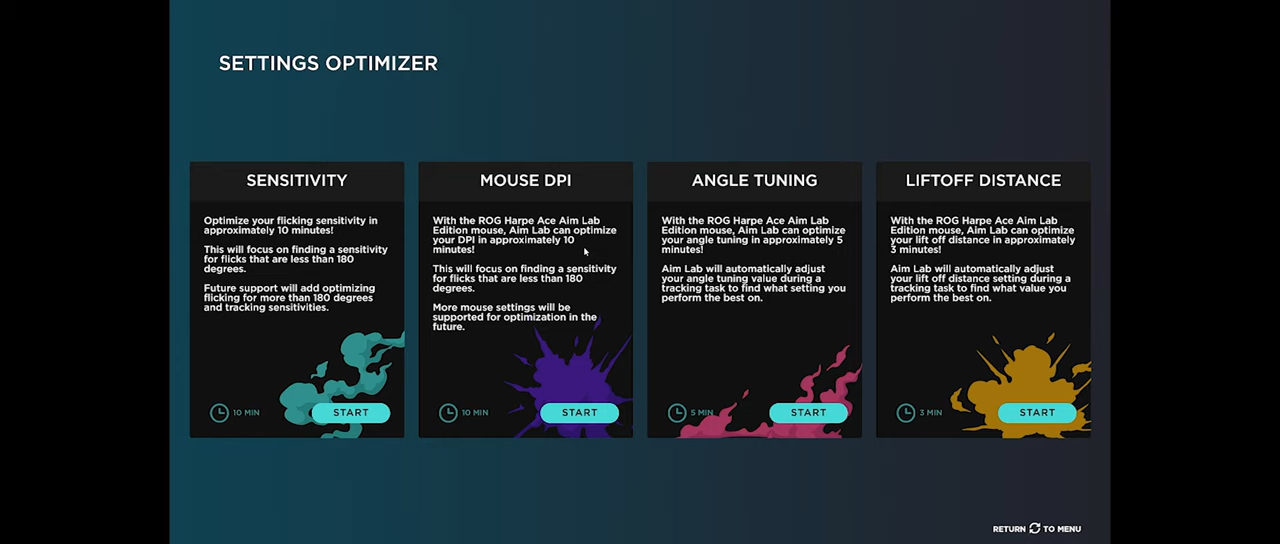 SETTINGS OPTIMIZER
SENSITIVITY
Optimize your flicking sensitivity in
approximately 10 minutes!
This will focus on finding a sensitivity
for flicks that are less than 180
degrees.
Future support will add optimizing
flicking for more than 180 degrees
and tracking sensitivities.
10 MIN
START
MOUSE DPI
With the ROG Harpe Ace Aim Lab
Edition mouse, Aim Lab can optimize
your DPI in approximately 10
minutes!
This will focus on finding a sensitivity
for flicks that are less than 180
degrees.
More mouse settings will be
supported for optimization in the
future.
10 MIN
START
ANGLE TUNING
With the ROG Harpe Ace Aim Lab
Edition mouse, Aim Lab can optimize
your angle tuning in approximately 5
minutes!
Aim Lab will automatically adjust
your angle tuning value during a
tracking task to find what setting you
perform the best on.
5 MIN
START
LIFTOFF DISTANCE
With the ROG Harpe Ace Aim Lab
Edition mouse, Aim Lab can optimize
your lift off distance in approximately
3 minutes!
Aim Lab will automatically adjust
your lift off distance setting during a
tracking task to find what value you
perform the best on.
3 MIN
START
RETURN TO MENU